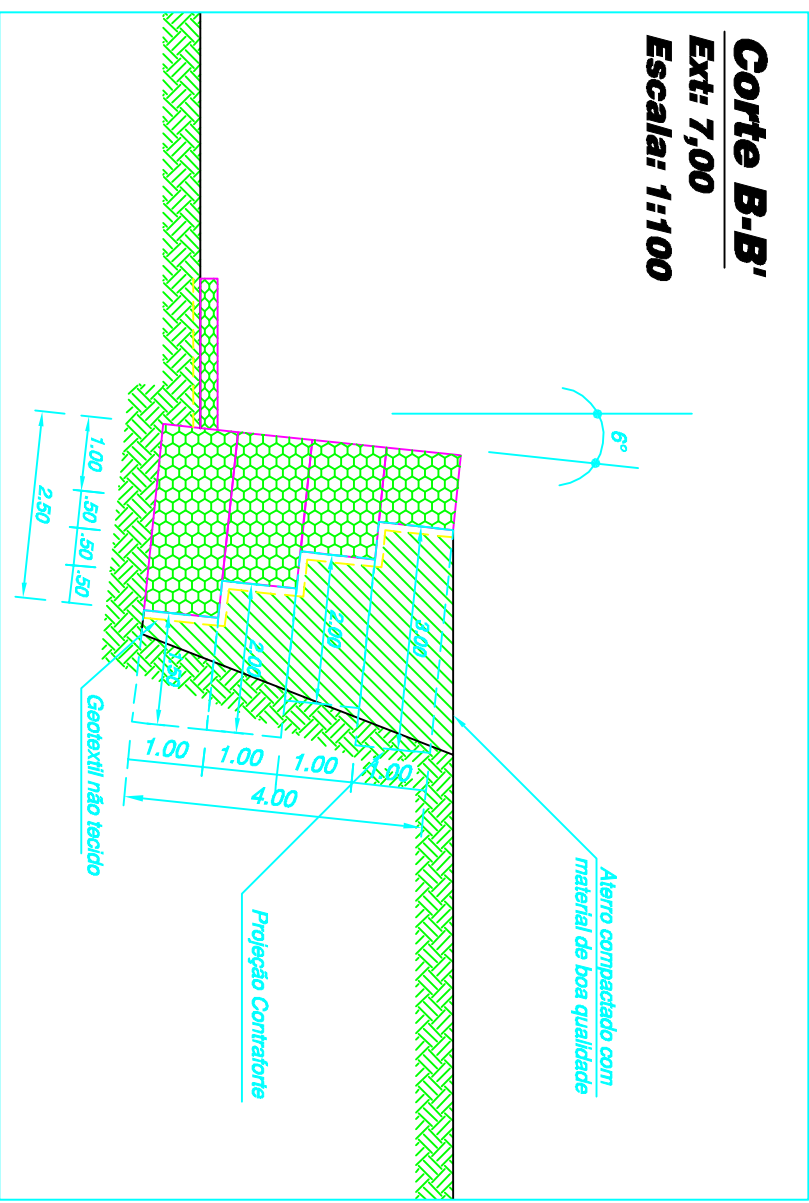 Corte B-B'
Ext: 7,00
Escala: 1:100
6°
Aterro compactado com
material de boa qualidade
3.00
2.00
2.00
1.50
1.00
1.00
1.00
1.00
4.00
Projeção Contraforte
1.00
.50
.50
.50
2.50
Geotextil não tecido